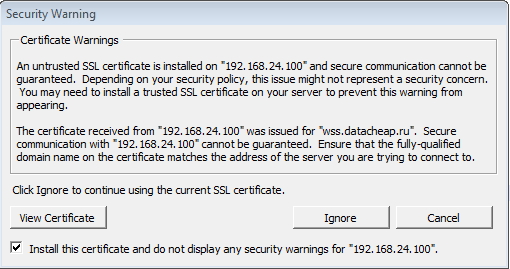 Security Warning
Certificate Warnings
An untrusted SSL certificate is installed on "192.168.24.100" and secure communication cannot be
guaranteed. Depending on your security policy, this issue might not represent a security concern.
You may need to install a trusted SSL certificate on your server to prevent this warning from
appearing.
The certificate received from "192.168.24.100" was issued for "wss.datacheap.ru". Secure
communication with "192.168.24.100" cannot be guaranteed. Ensure that the fully-qualified
domain name on the certificate matches the address of the server you are trying to connect to.
Click Ignore to continue using the current SSL certificate.
View Certificate
Ignore
Cancel
Install this certificate and do not display any security warnings for "192.168.24.100".